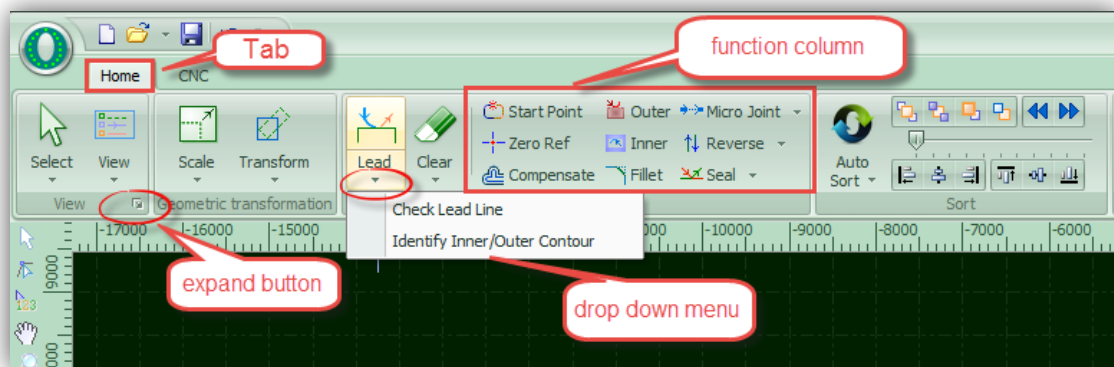 Tab
function column
Home
CNC
Start Point
Outer
Micro Joint
Zero Ref
Inner
Reverse
Select
View
Scale
Transform
Lead
Clear
Compensate
Fillet
Seal
Auto
Sort
View
Geometric transformation
Sort
Check Lead Line
Identify Inner/Outer Contour
-17000
-16000
-15000
-10000
-9000
-8000
-7000
-6000
9000
123
expand button
drop down menu